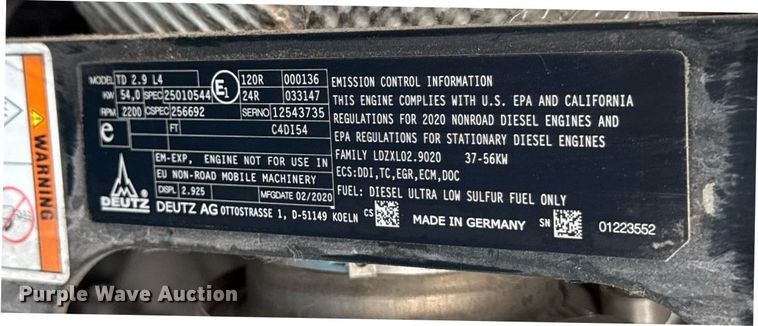 MODEL TD 2.9 L4 E1 120R 000136
KW 54,0 SPEC 25010544 24R 033147
RPM 2200 CSPEC 256692 SERNO 12543735
e FT C4DI54
EM-EXP, ENGINE NOT FOR USE IN
EU NON-ROAD MOBILE MACHINERY
DISPL 2.925 MFGDATE 02/2020
DEUTZ
DEUTZ AG OTTOSTRASSE 1, D-51149 KOELN CS MADE IN GERMANY SN 01223552
EMISSION CONTROL INFORMATION
THIS ENGINE COMPLIES WITH U.S. EPA AND CALIFORNIA
REGULATIONS FOR 2020 NONROAD DIESEL ENGINES AND
EPA REGULATIONS FOR STATIONARY DIESEL ENGINES
FAMILY LDZXL02.9020 37-56KW
ECS:DDI,TC,EGR,ECM,DOC
FUEL: DIESEL ULTRA LOW SULFUR FUEL ONLY
WARNING
Purple Wave Auction